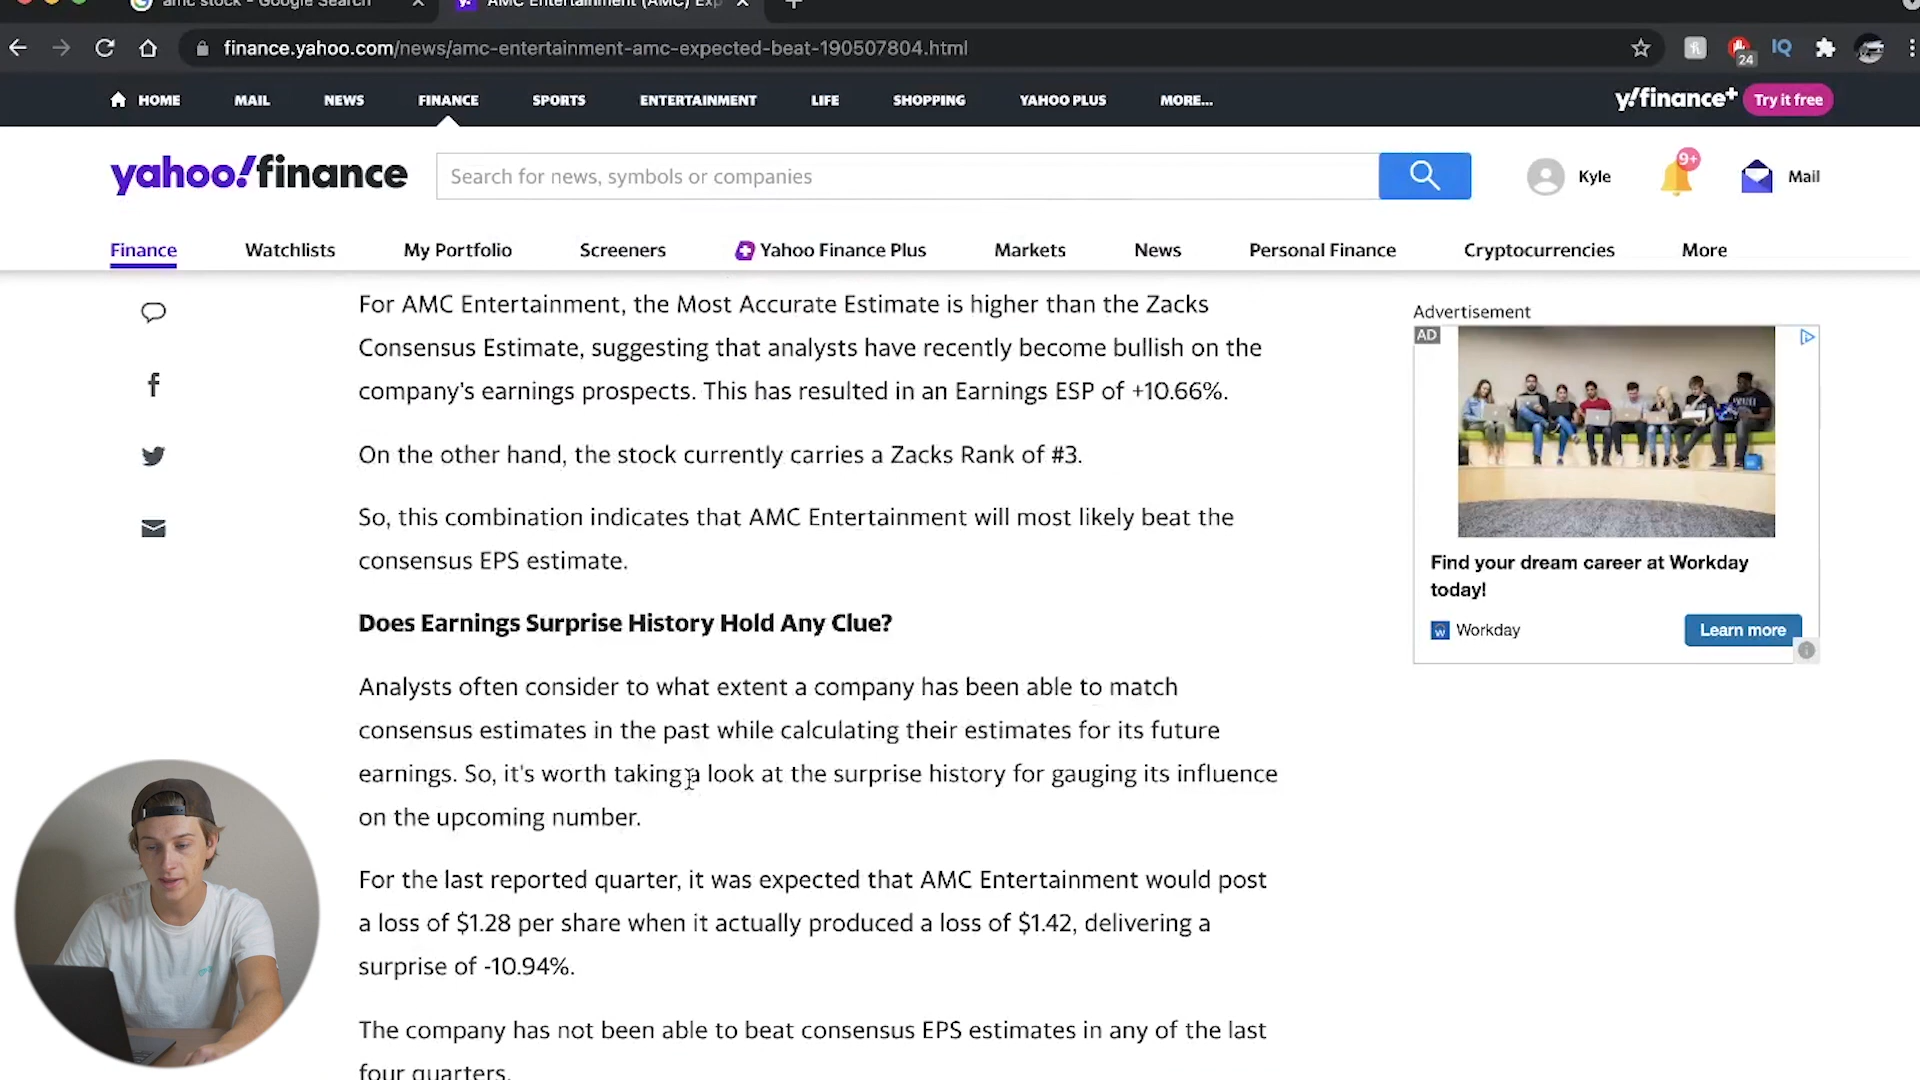 amc stock - Google Search
AMC Entertainment (AMC) Exp
finance.yahoo.com/news/amc-entertainment-amc-expected-beat-190507804.html
24
IQ
HOME MAIL NEWS FINANCE SPORTS ENTERTAINMENT LIFE SHOPPING YAHOO PLUS MORE...
y!finance+
Try it free
yahoo!finance
Search for news, symbols or companies
Kyle
9+
Mail
Finance Watchlists My Portfolio Screeners Yahoo Finance Plus Markets News Personal Finance Cryptocurrencies More
For AMC Entertainment, the Most Accurate Estimate is higher than the Zacks
Consensus Estimate, suggesting that analysts have recently become bullish on the
company's earnings prospects. This has resulted in an Earnings ESP of +10.66%.
On the other hand, the stock currently carries a Zacks Rank of #3.
So, this combination indicates that AMC Entertainment will most likely beat the
consensus EPS estimate.
Does Earnings Surprise History Hold Any Clue?
Analysts often consider to what extent a company has been able to match
consensus estimates in the past while calculating their estimates for its future
earnings. So, it's worth taking a look at the surprise history for gauging its influence
on the upcoming number.
For the last reported quarter, it was expected that AMC Entertainment would post
a loss of $1.28 per share when it actually produced a loss of $1.42, delivering a
surprise of -10.94%.
The company has not been able to beat consensus EPS estimates in any of the last
four quarters.
Advertisement
AD
Find your dream career at Workday
today!
W
Workday
Learn more